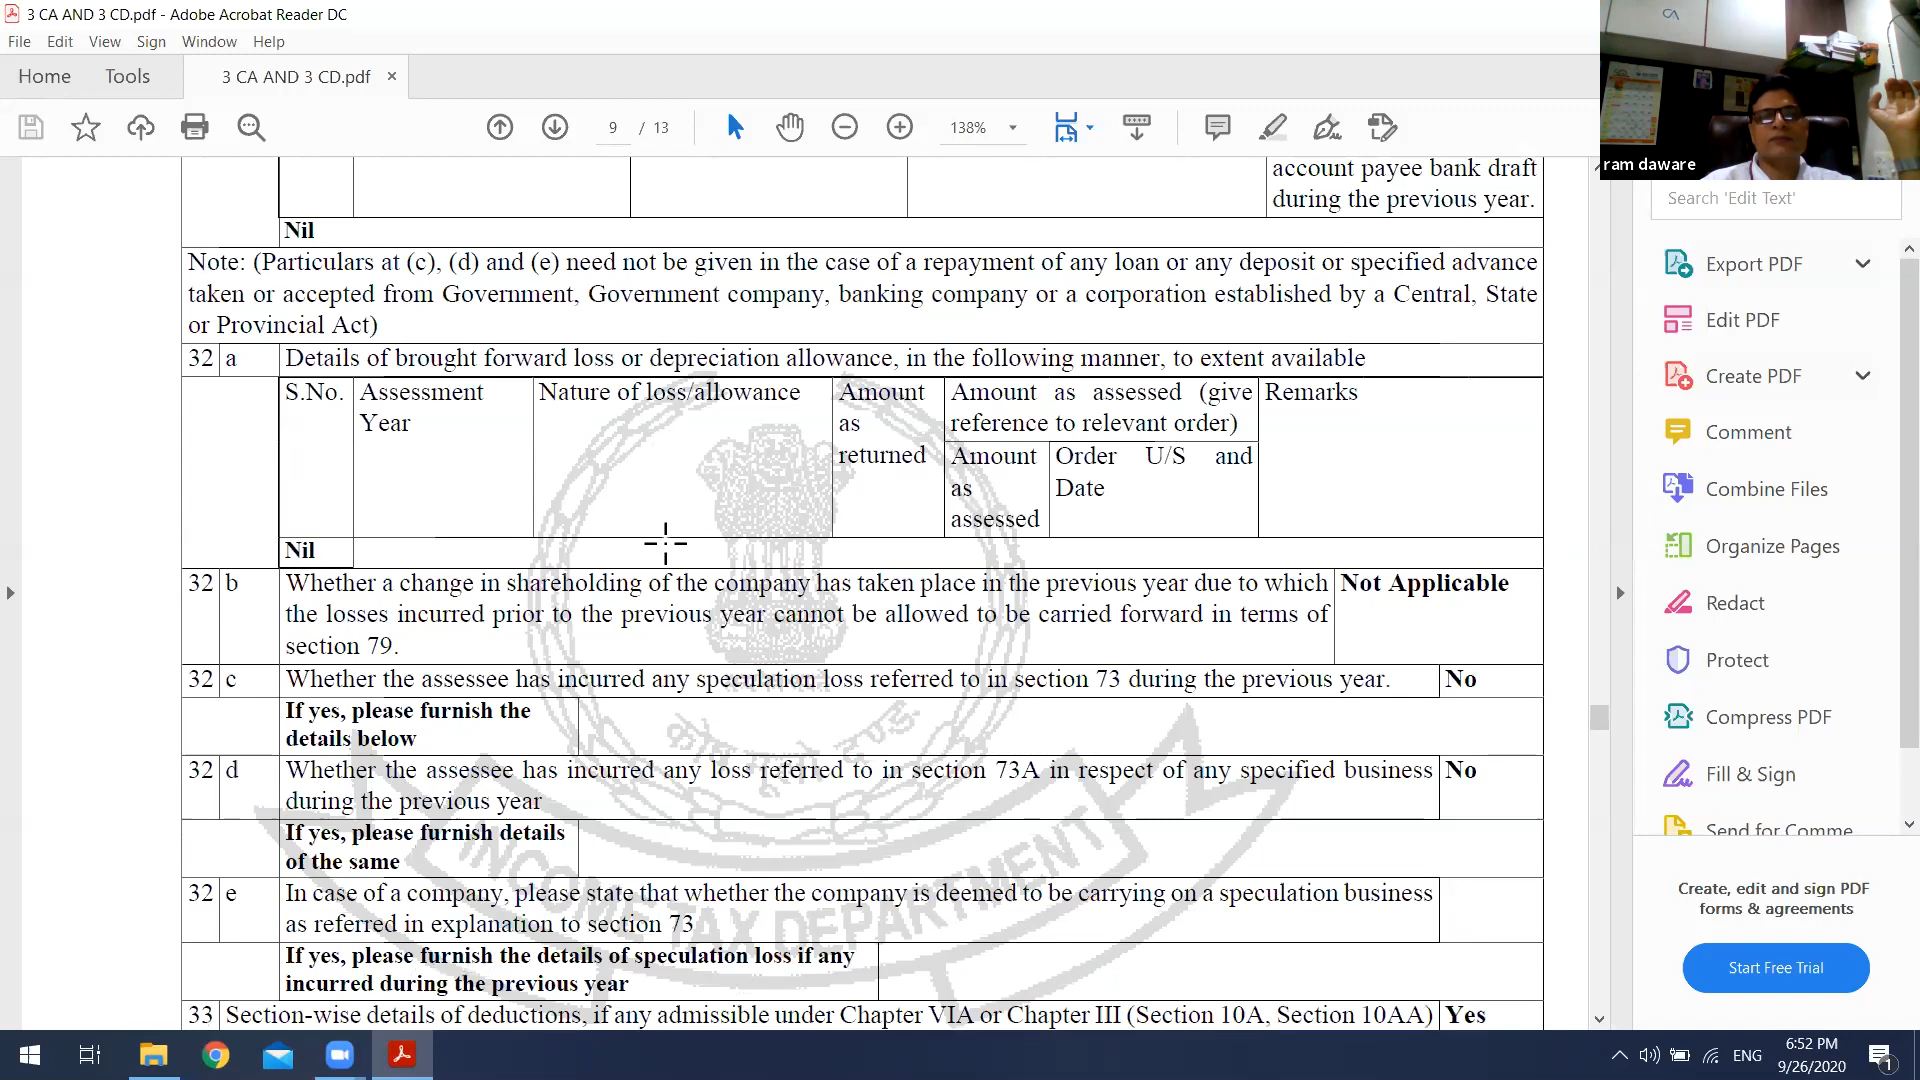 3 CA AND 3 CD.pdf - Adobe Acrobat Reader DC
File Edit View Sign Window Help
Home Tools 3 CA AND 3 CD.pdf ×
9 / 13 138%
ram daware
account payee bank draft
during the previous year.
Nil
Note: (Particulars at (c), (d) and (e) need not be given in the case of a repayment of any loan or any deposit or specified advance
taken or accepted from Government, Government company, banking company or a corporation established by a Central, State
or Provincial Act)
32 a Details of brought forward loss or depreciation allowance, in the following manner, to extent available
S.No. Assessment Year Nature of loss/allowance Amount as returned Amount as assessed (give reference to relevant order) Remarks
Amount as assessed Order U/S and Date
Nil
32 b Whether a change in shareholding of the company has taken place in the previous year due to which Not Applicable
the losses incurred prior to the previous year cannot be allowed to be carried forward in terms of
section 79.
32 c Whether the assessee has incurred any speculation loss referred to in section 73 during the previous year. No
If yes, please furnish the
details below
32 d Whether the assessee has incurred any loss referred to in section 73A in respect of any specified business No
during the previous year
If yes, please furnish details
of the same
32 e In case of a company, please state that whether the company is deemed to be carrying on a speculation business
as referred in explanation to section 73
If yes, please furnish the details of speculation loss if any
incurred during the previous year
33 Section-wise details of deductions, if any admissible under Chapter VIA or Chapter III (Section 10A, Section 10AA) Yes
INCOME TAX DEPARTMENT
Search 'Edit Text'
Export PDF
Edit PDF
Create PDF
Comment
Combine Files
Organize Pages
Redact
Protect
Compress PDF
Fill & Sign
Send for Comme
Create, edit and sign PDF
forms & agreements
Start Free Trial
ENG
6:52 PM
9/26/2020
1